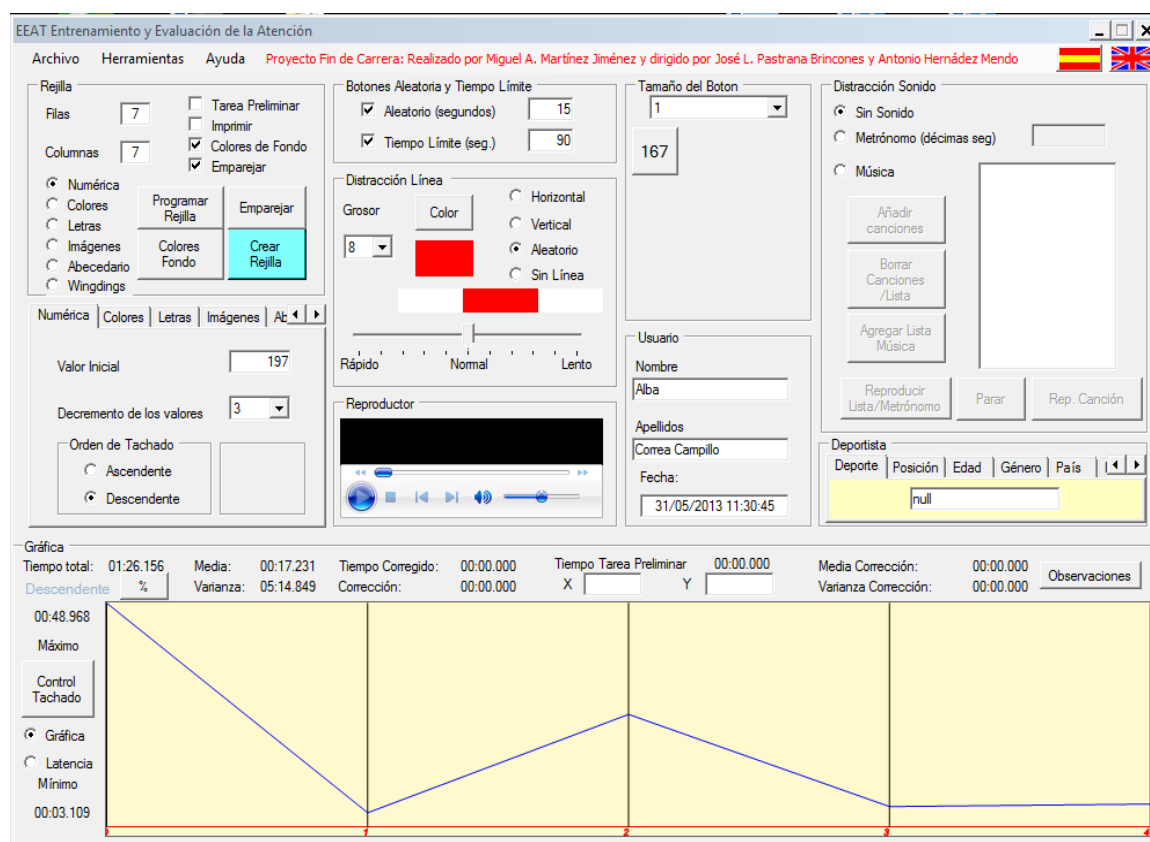 EEAT Entrenamiento y Evaluación de la Atención
Archivo Herramientas Ayuda Proyecto Fin de Carrera: Realizado por Miguel A. Martínez Jiménez y dirigido por José L. Pastrana Brincones y Antonio Hernádez Mendo
Rejilla
Filas 7
Columnas 7
Tarea Preliminar
Imprimir
Colores de Fondo
Emparejar
Numérica
Colores
Letras
Imágenes
Abecedario
Wingdings
Programar
Rejilla
Emparejar
Colores
Fondo
Crear
Rejilla
Numérica Colores Letras Imágenes
Valor Inicial 197
Decremento de los valores 3
Orden de Tachado
Ascendente
Descendente
Botones Aleatoria y Tiempo Límite
Aleatorio (segundos) 15
Tiempo Límite (seg.) 90
Distracción Línea
Grosor
8
Color
Horizontal
Vertical
Aleatorio
Sin Línea
Rápido Normal Lento
Reproductor
Tamaño del Boton
1
167
Usuario
Nombre
Alba
Apellidos
Correa Campillo
Fecha:
31/05/2013 11:30:45
Distracción Sonido
Sin Sonido
Metrónomo (décimas seg)
Música
Añadir
canciones
Borrar
Canciones
/Lista
Agregar Lista
Música
Reproducir
Lista/Metrónomo
Parar
Rep. Canción
Deportista
Deporte Posición Edad Género País
null
Gráfica
Tiempo total: 01:26.156 Media: 00:17.231 Tiempo Corregido: 00:00.000 Tiempo Tarea Preliminar 00:00.000 Media Corrección: 00:00.000
Descendente % Varianza: 05:14.849 Corrección: 00:00.000 X Y Varianza Corrección: 00:00.000 Observaciones
00:48.968
Máximo
Control
Tachado
Gráfica
Latencia
Mínimo
00:03.109
1 2 3 4